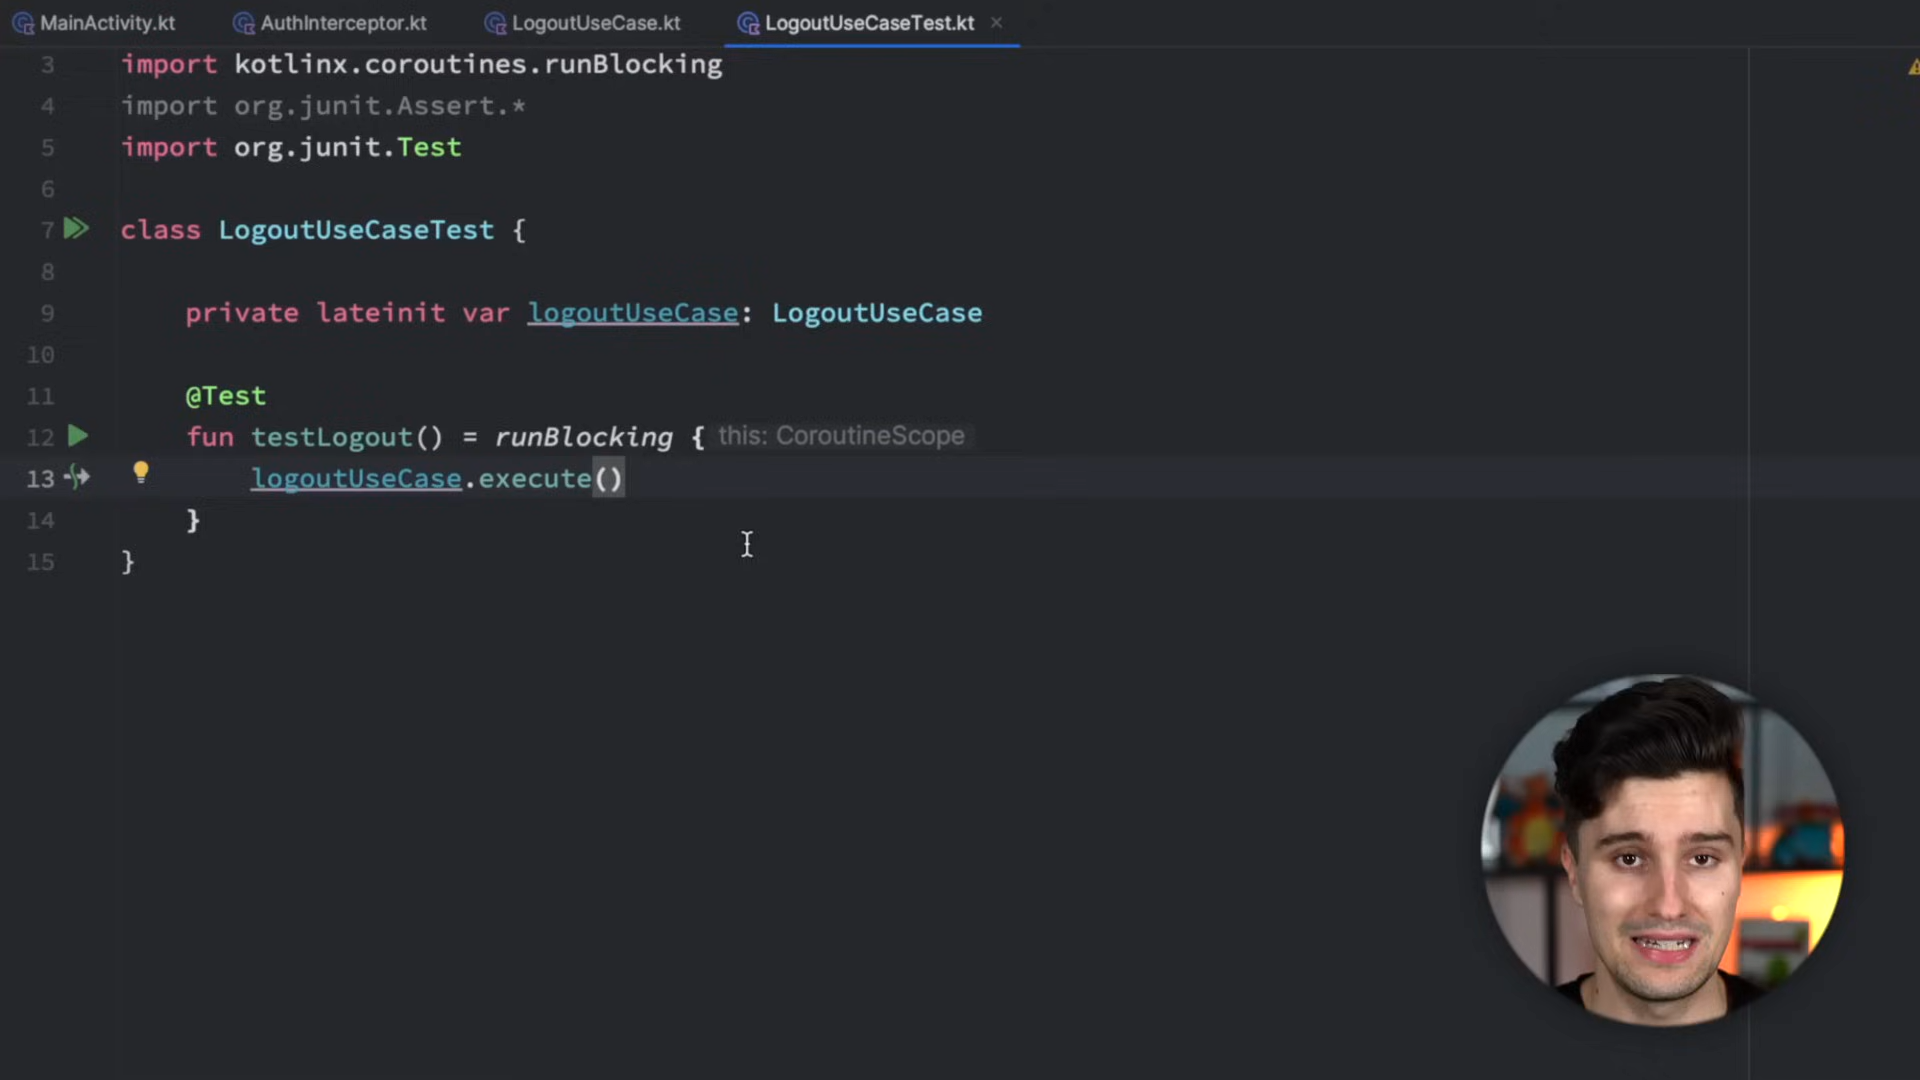 MainActivity.kt AuthInterceptor.kt LogoutUseCase.kt LogoutUseCaseTest.kt
3 import kotlinx.coroutines.runBlocking
4 import org.junit.Assert.*
5 import org.junit.Test
6
7 class LogoutUseCaseTest {
8
9 private lateinit var logoutUseCase: LogoutUseCase
10
11 @Test
12 fun testLogout() = runBlocking { this: CoroutineScope
13 logoutUseCase.execute()
14 }
15 }